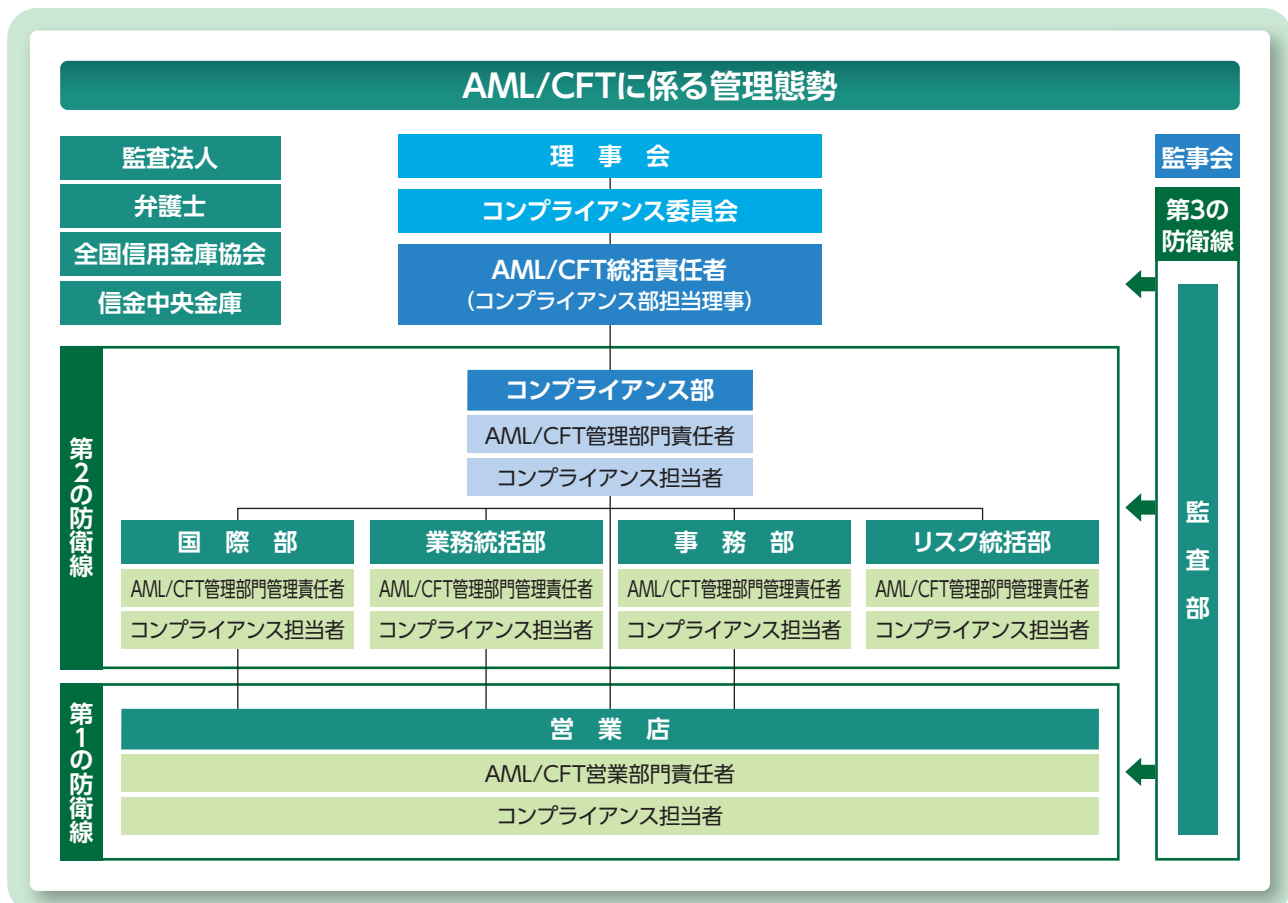 AML/CFTに係る管理態勢
監査法人
弁護士
全国信用金庫協会
信金中央金庫
理事会
コンプライアンス委員会
AML/CFT統括責任者
(コンプライアンス部担当理事)
監事会
第3の
防衛線
監査部
第2の防衛線
コンプライアンス部
AML/CFT管理部門責任者
コンプライアンス担当者
国際部
AML/CFT管理部門管理責任者
コンプライアンス担当者
業務統括部
AML/CFT管理部門管理責任者
コンプライアンス担当者
事務部
AML/CFT管理部門管理責任者
コンプライアンス担当者
リスク統括部
AML/CFT管理部門管理責任者
コンプライアンス担当者
第1の防衛線
営業店
AML/CFT営業部門責任者
コンプライアンス担当者